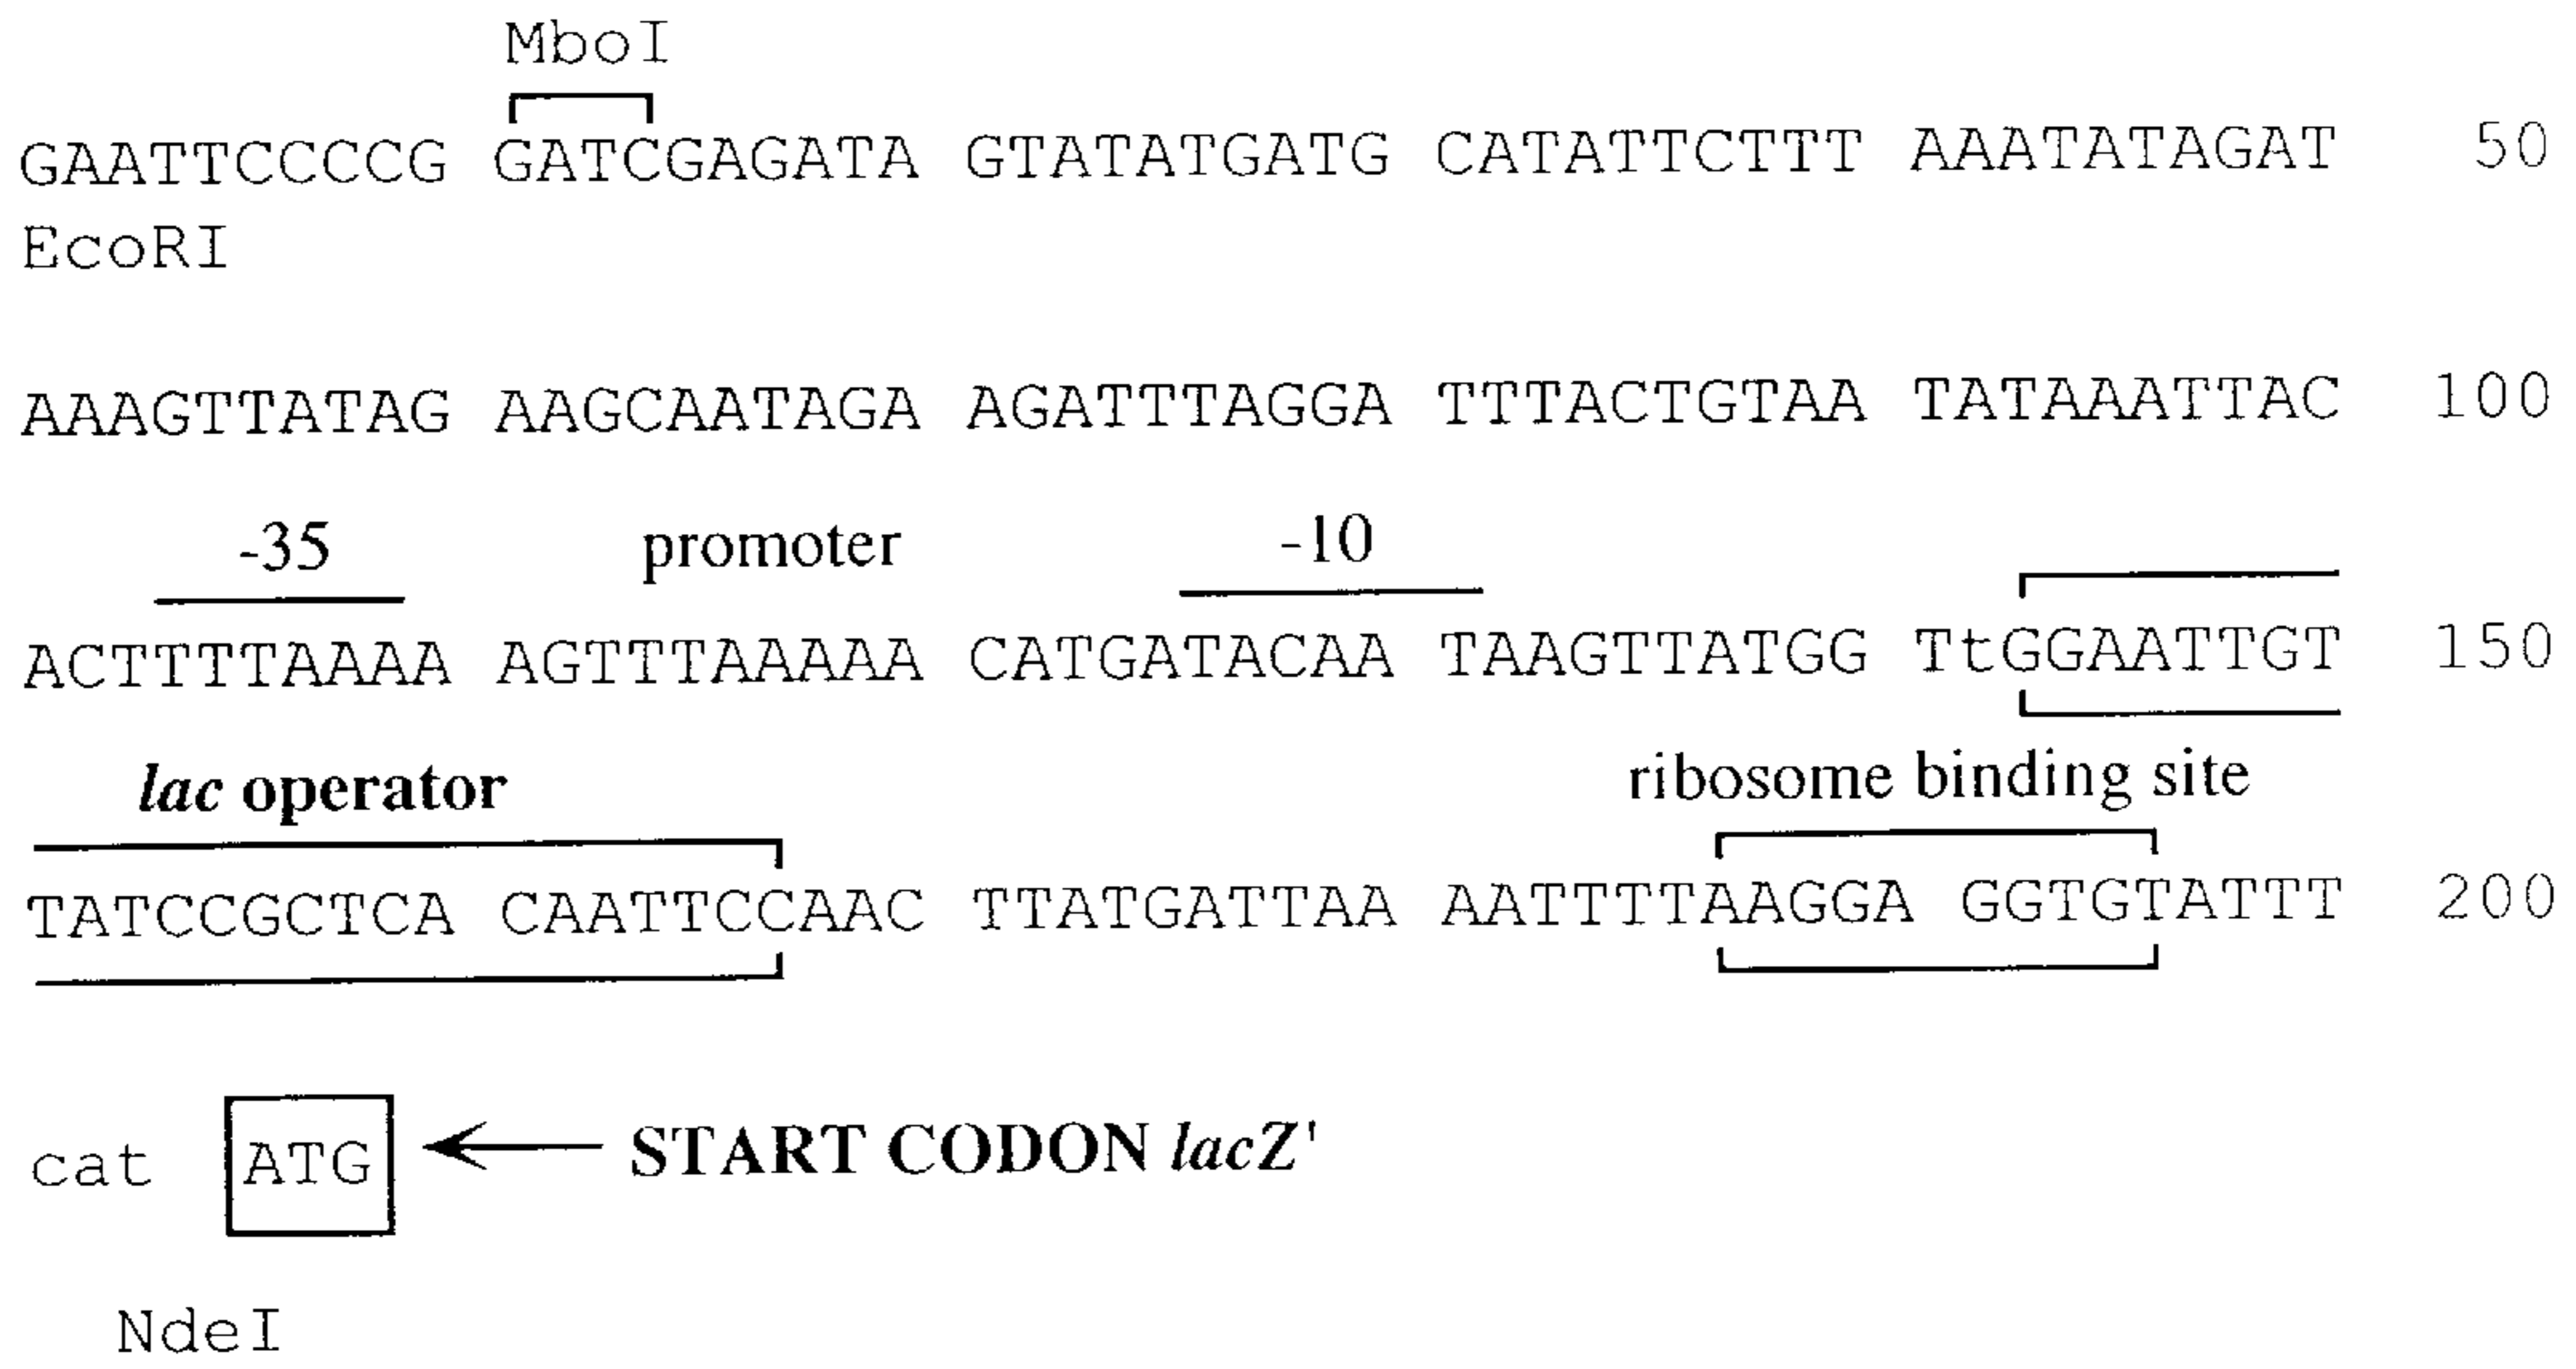 MboI
GAATTCCCCG GATCGAGATA GTATATGATG CATATTCTTT AAATATAGAT 50
EcoRI
AAAGTTATAG AAGCAATAGA AGATTTAGGA TTTACTGTAA TATAAATTAC 100
-35 promoter -10
ACTTTTTAAAA AGTTTAAAAA CATGATACAA TAAGTTATGG TtGGAATTGT 150
lac operator ribosome binding site
TATCCGCTCA CAATTCCAAC TTATGATTAA AATTTTAAGGA GGTGTATTT 200
cat ATG START CODON lacZ'
NdeI